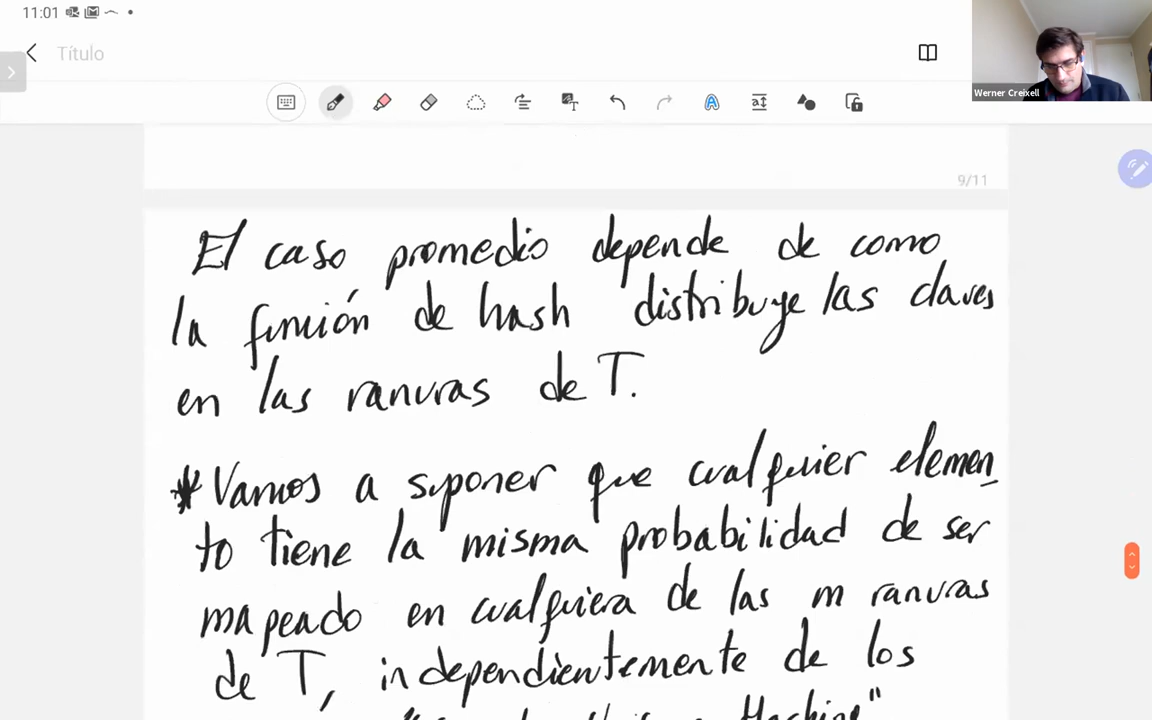 11:01
Título
Werner Creixell
9/11
El caso promedio depende de como
la función de hash distribuye las claves
en las ranuras de T.
*Vamos a suponer que cualquier elemen_
to tiene la misma probabilidad de ser
mapeado en cualquiera de las m ranuras
de T, independientemente de los
Hashing"